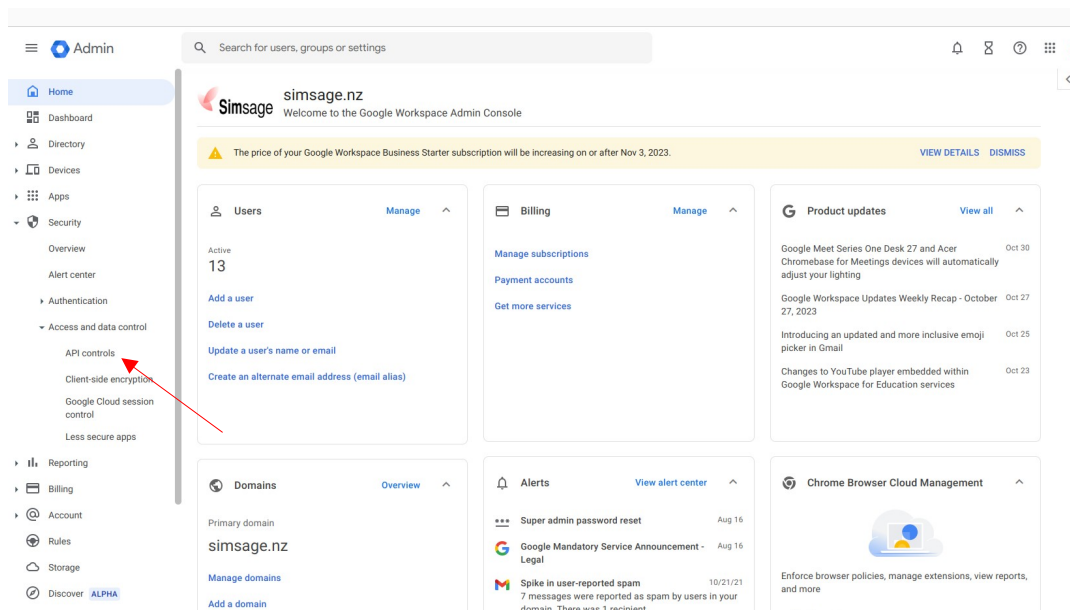 Admin
Search for users, groups or settings
Home
Dashboard
Directory
Devices
Apps
Security
Overview
Alert center
Authentication
Access and data control
API controls
Client-side encryption
Google Cloud session
control
Less secure apps
Reporting
Billing
Account
Rules
Storage
Discover ALPHA
Simsage
simsage.nz
Welcome to the Google Workspace Admin Console
The price of your Google Workspace Business Starter subscription will be increasing on or after Nov 3, 2023. VIEW DETAILS DISMISS
Users Manage
Active
13
Add a user
Delete a user
Update a user's name or email
Create an alternate email address (email alias)
Billing Manage
Manage subscriptions
Payment accounts
Get more services
Product updates View all
Google Meet Series One Desk 27 and Acer Oct 30
Chromebase for Meetings devices will automatically
adjust your lighting
Google Workspace Updates Weekly Recap - October Oct 27
27, 2023
Introducing an updated and more inclusive emoji Oct 25
picker in Gmail
Changes to YouTube player embedded within Oct 23
Google Workspace for Education services
Domains Overview
Primary domain
simsage.nz
Manage domains
Add a domain
Alerts View alert center
Super admin password reset Aug 16
Google Mandatory Service Announcement - Aug 16
Legal
Spike in user-reported spam 10/21/21
7 messages were reported as spam by users in your
domain. There was 1 recipient
Chrome Browser Cloud Management
Enforce browser policies, manage extensions, view reports,
and more